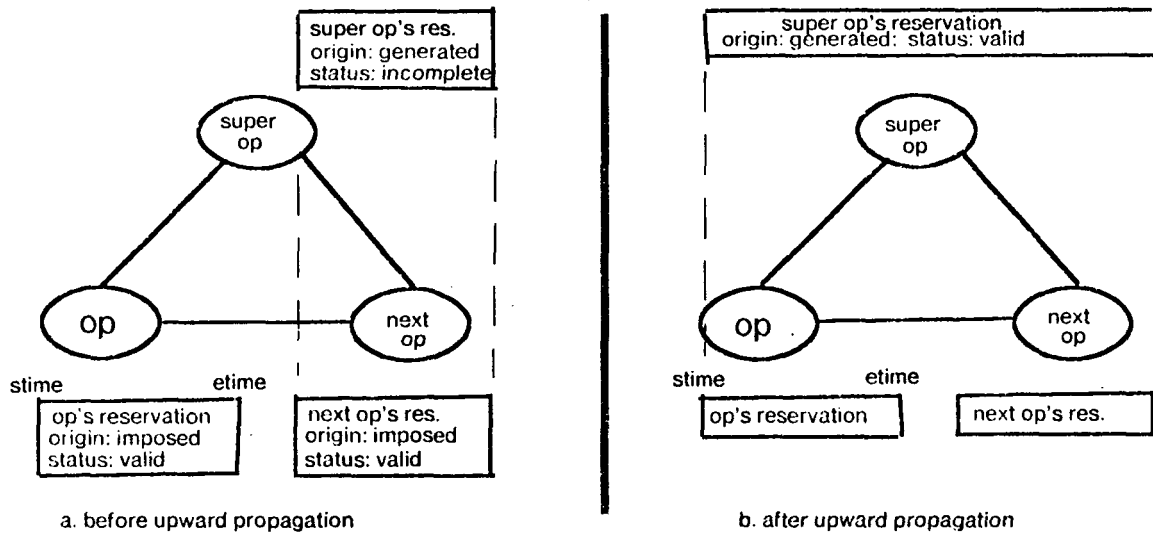 super op's res.
origin: generated
status: incomplete
super
op
op
next
op
stime
etime
op's reservation
origin: imposed
status: valid
next op's res.
origin: imposed
status: valid
a. before upward propagation
super op's reservation
origin: generated: status: valid
super
op
op
next
op
stime
etime
op's reservation
next op's res.
b. after upward propagation